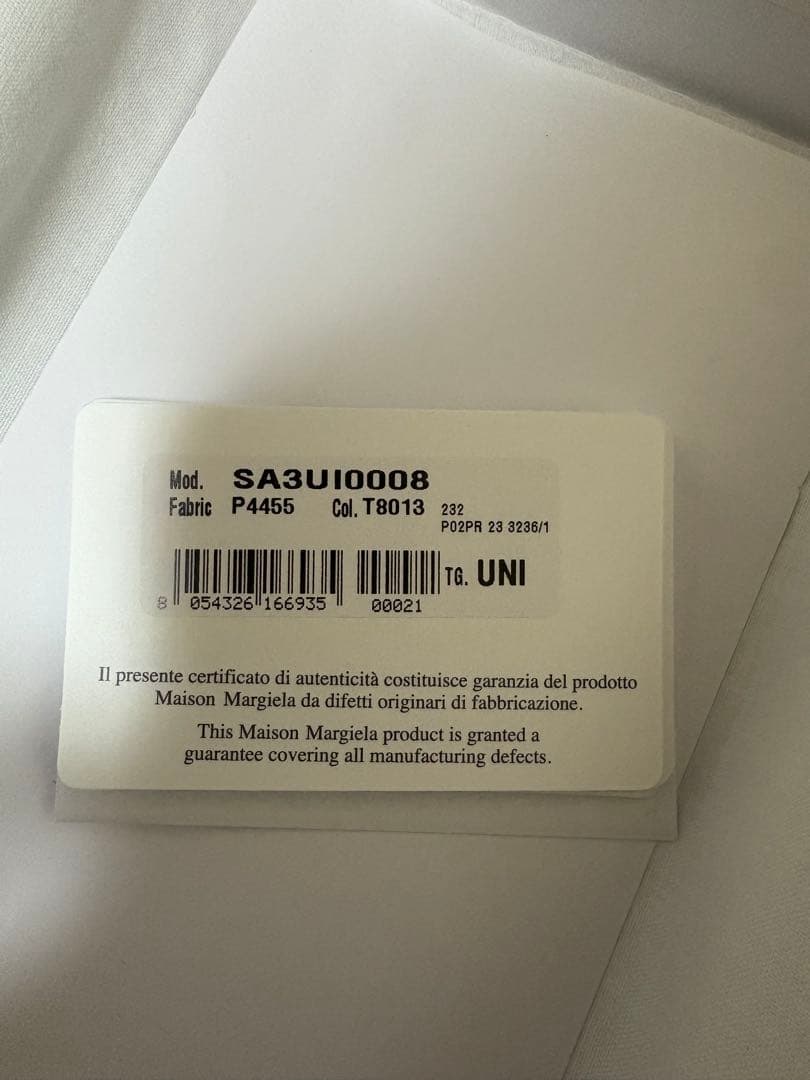 Mod. SA3UI0008
Fabric P4455 Col. T8013 232
P02PR 23 3236/1
TG. UNI
8 054326 166935 00021
Il presente certificato di autenticità costituisce garanzia del prodotto
Maison Margiela da difetti originari di fabbricazione.
This Maison Margiela product is granted a
guarantee covering all manufacturing defects.